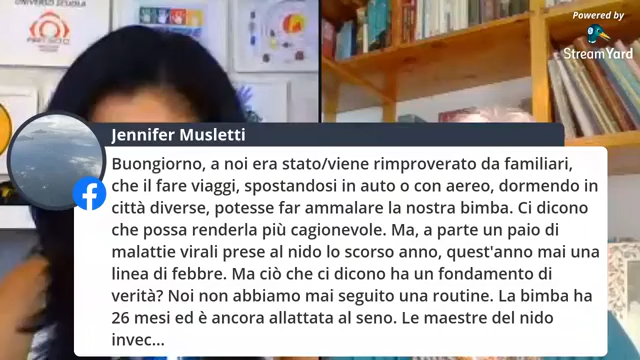 UNIVERSO SCUOLA
Powered by
StreamYard
Jennifer Musletti
Buongiorno, a noi era stato/viene rimproverato da familiari,
che il fare viaggi, spostandosi in auto o con aereo, dormendo in
città diverse, potesse far ammalare la nostra bimba. Ci dicono
che possa renderla più cagionevole. Ma, a parte un paio di
malattie virali prese al nido lo scorso anno, quest'anno mai una
linea di febbre. Ma ciò che ci dicono ha un fondamento di
verità? Noi non abbiamo mai seguito una routine. La bimba ha
26 mesi ed è ancora allattata al seno. Le maestre del nido
invec...